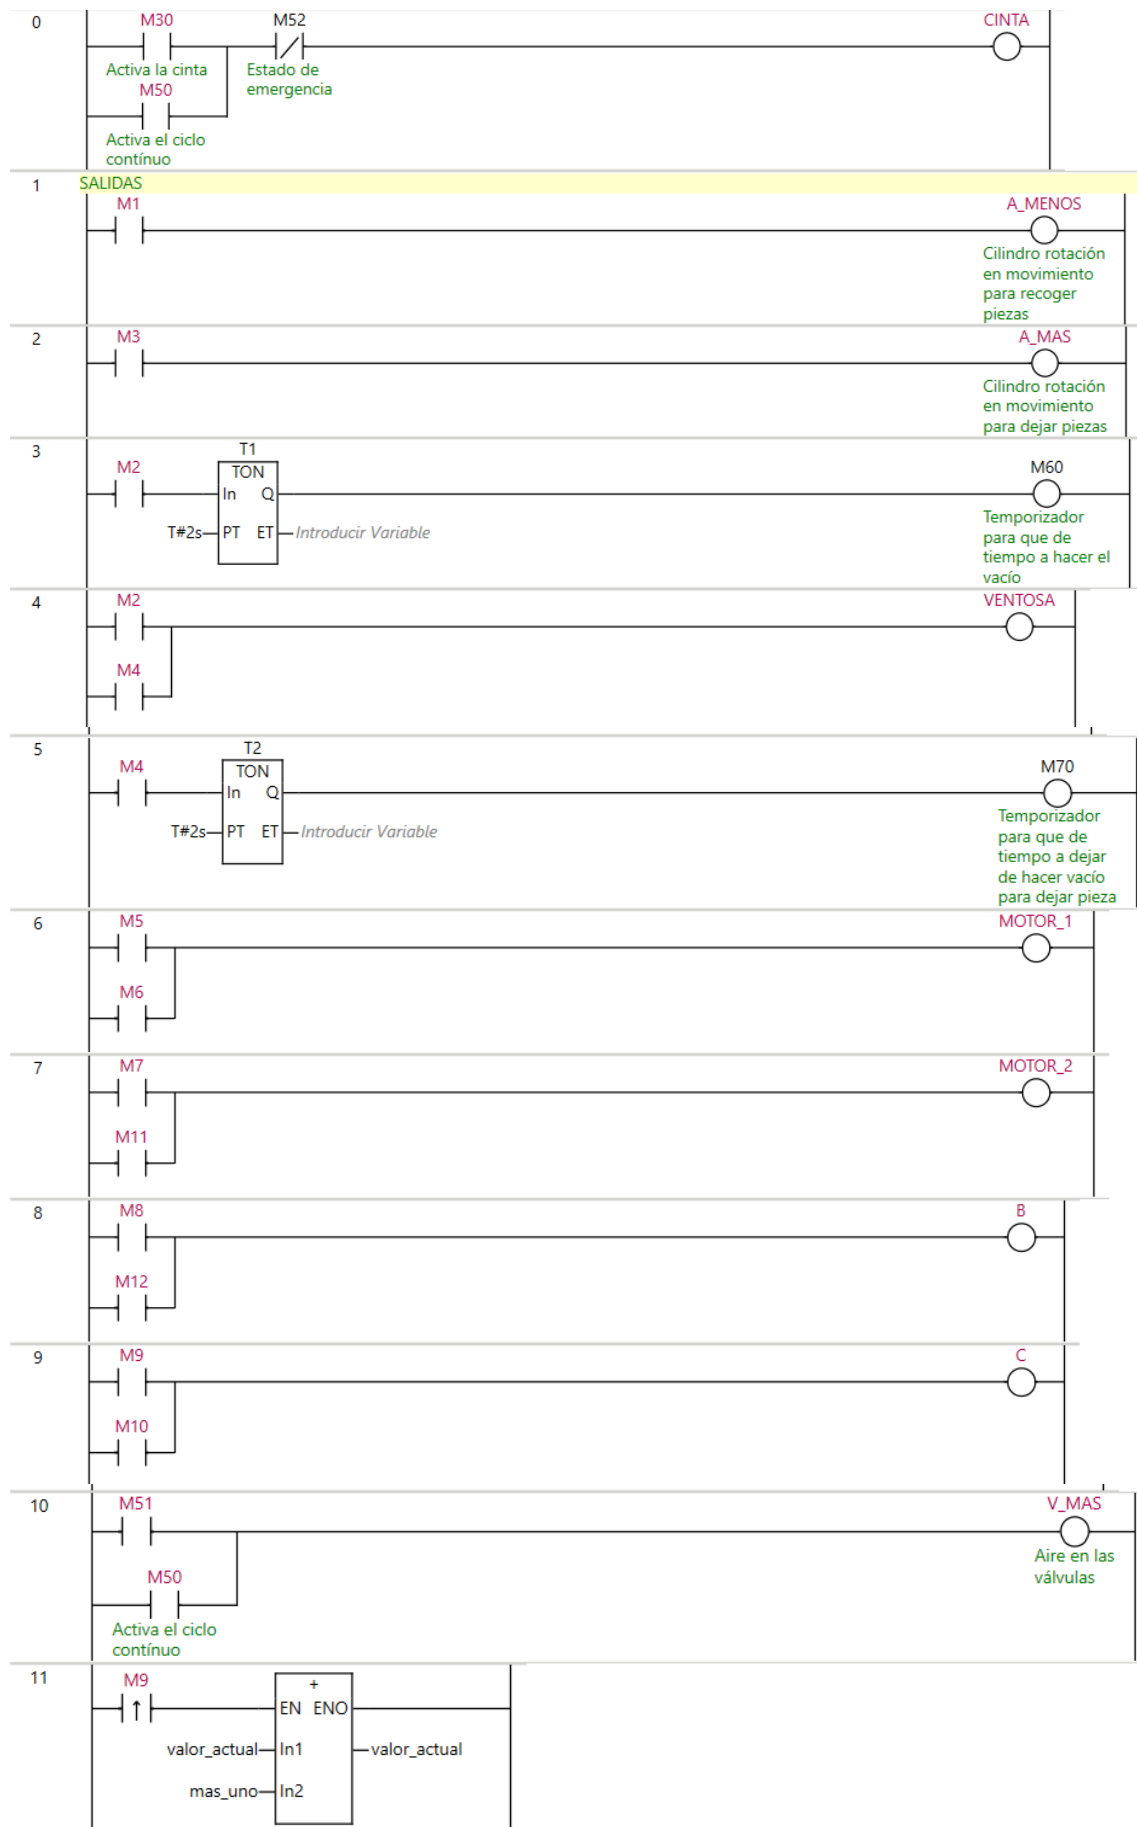 0
M30
M52
CINTA
Activa la cinta
Estado de
emergencia
M50
Activa el ciclo
contínuo
1
SALIDAS
M1
A_MENOS
Cilindro rotación
en movimiento
para recoger
piezas
2
M3
A_MAS
Cilindro rotación
en movimiento
para dejar piezas
3
T1
M2
TON
M60
In Q
T#2s
PT ET
Introducir Variable
Temporizador
para que de
tiempo a hacer el
vacío
4
M2
VENTOSA
M4
5
T2
M4
TON
M70
In Q
T#2s
PT ET
Introducir Variable
Temporizador
para que de
tiempo a dejar
de hacer vacío
para dejar pieza
6
M5
MOTOR_1
M6
7
M7
MOTOR_2
M11
8
M8
B
M12
9
M9
C
M10
10
M51
V_MAS
Aire en las
válvulas
M50
Activa el ciclo
contínuo
11
M9
+
EN ENO
valor_actual
In1
valor_actual
mas_uno
In2